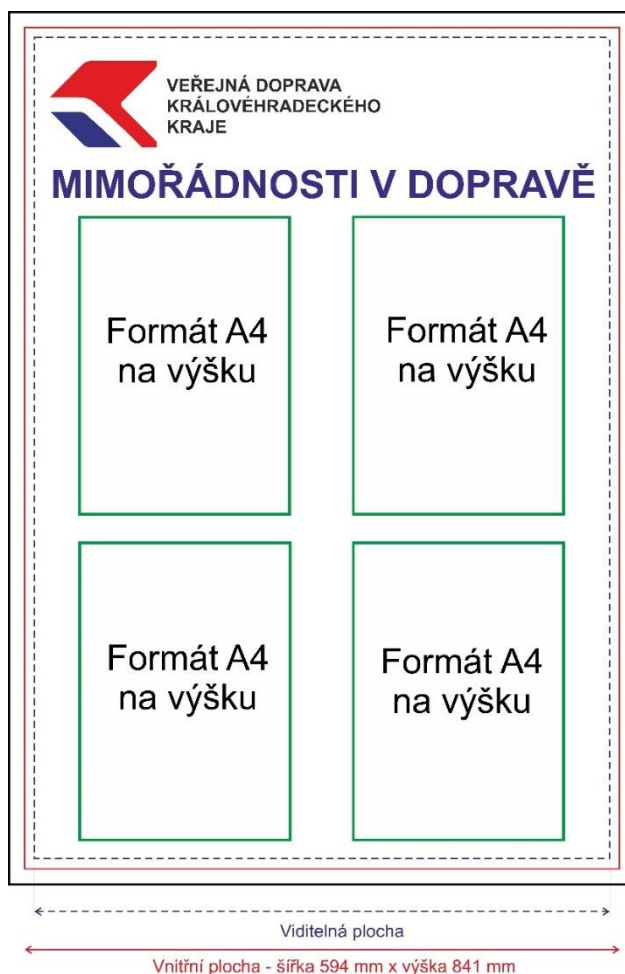 VEŘEJNÁ DOPRAVA
KRÁLOVÉHRADECKÉHO
KRAJE
MIMOŘÁDNOSTI V DOPRAVĚ
Formát A4
na výšku
Formát A4
na výšku
Formát A4
na výšku
Formát A4
na výšku
Viditelná plocha
Vnitřní plocha - šířka 594 mm x výška 841 mm